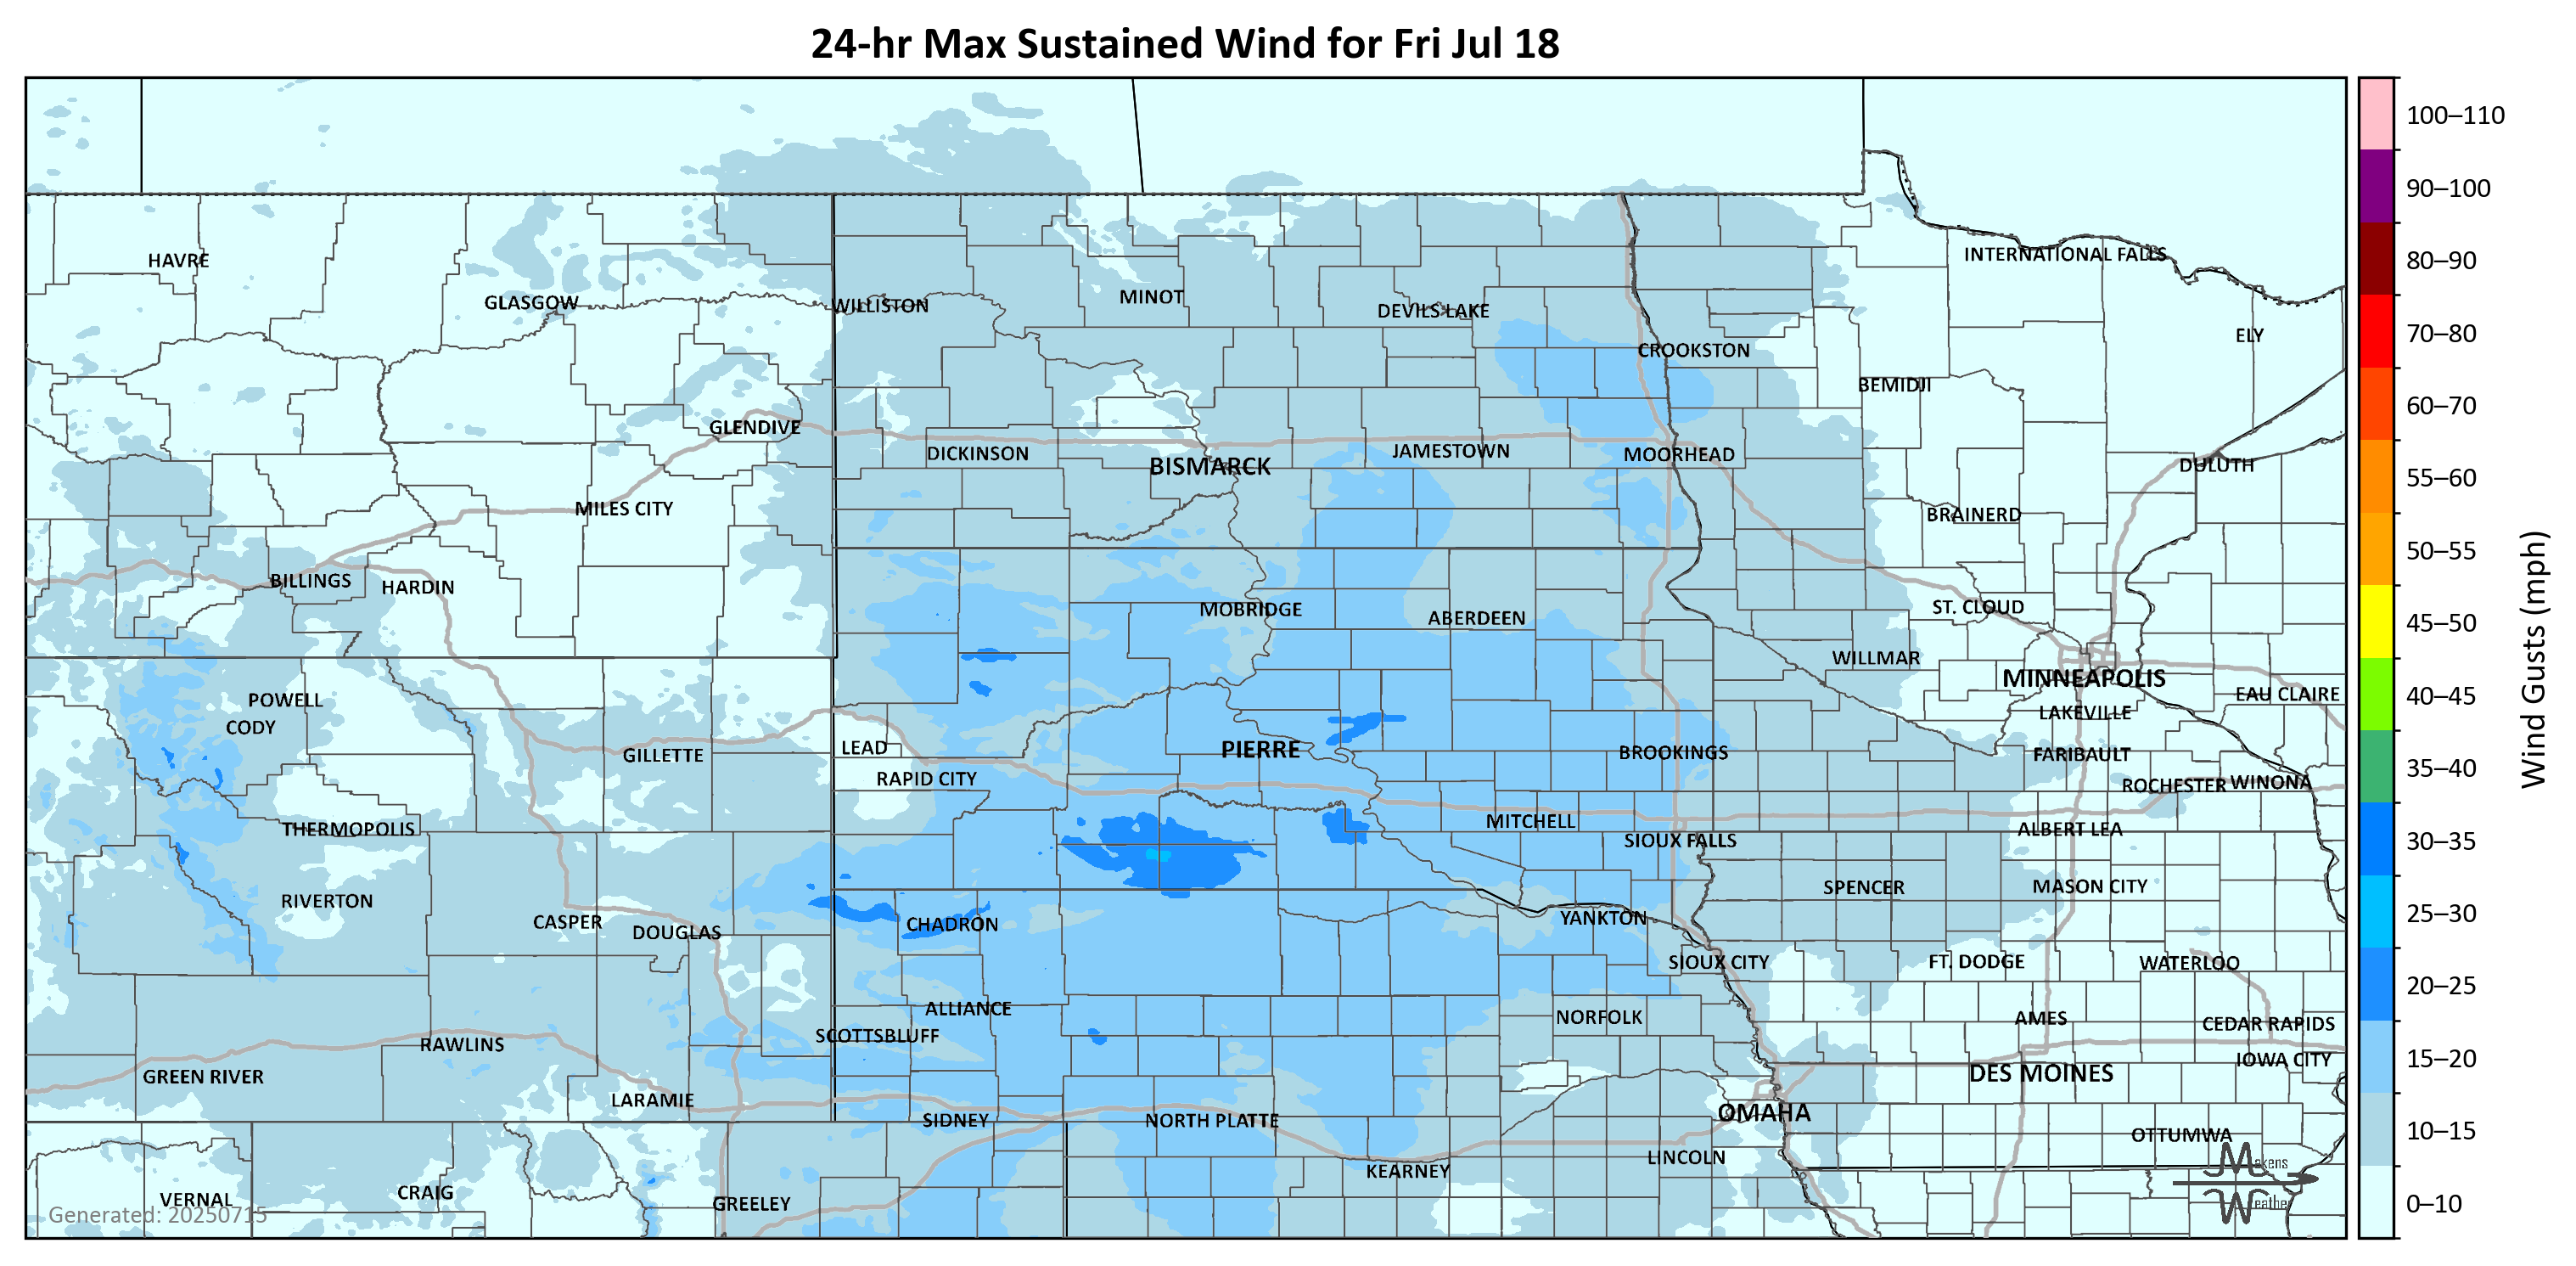 24-hr Max Sustained Wind for Fri Jul 18
100–110
90–100
80–90
70–80
60–70
55–60
50–55
45–50
40–45
35–40
30–35
25–30
20–25
15–20
10–15
0–10
Wind Gusts (mph)
HAVRE
INTERNATIONAL FALLS
GLASGOW
WILLISTON
MINOT
DEVILS LAKE
ELY
CROOKSTON
BEMIDJI
GLENDIVE
DICKINSON
BISMARCK
JAMESTOWN
MOORHEAD
DULUTH
MILES CITY
BRAINERD
BILLINGS
HARDIN
MOBRIDGE
ABERDEEN
ST. CLOUD
WILLMAR
MINNEAPOLIS
EAU CLAIRE
POWELL
CODY
LAKEVILLE
GILLETTE
LEAD
PIERRE
BROOKINGS
FARIBAULT
RAPID CITY
ROCHESTER
WINONA
THERMOPOLIS
MITCHELL
ALBERT LEA
SIOUX FALLS
RIVERTON
SPENCER
MASON CITY
CASPER
DOUGLAS
CHADRON
YANKTON
SIOUX CITY
FT. DODGE
WATERLOO
ALLIANCE
NORFOLK
AMES
CEDAR RAPIDS
RAWLINS
SCOTTSBLUFF
IOWA CITY
GREEN RIVER
DES MOINES
LARAMIE
SIDNEY
NORTH PLATTE
OMAHA
OTTUMWA
LINCOLN
KEARNEY
VERNAL
CRAIG
GREELEY
Generated: 20250715
Makens
Weather